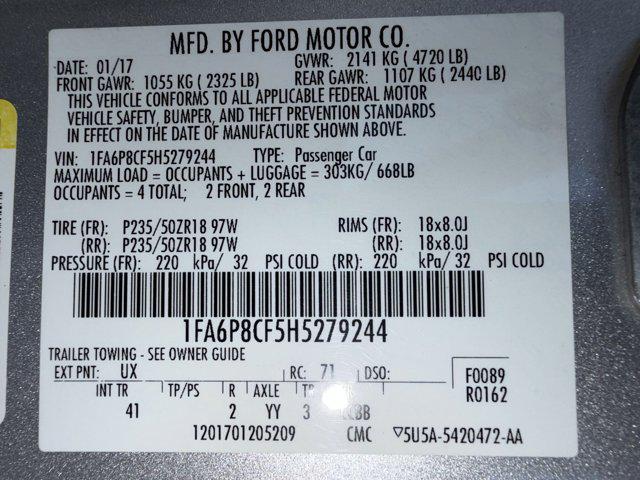 MFD. BY FORD MOTOR CO.
DATE: 01/17 GVWR: 2141 KG ( 4720 LB)
FRONT GAWR: 1055 KG ( 2325 LB) REAR GAWR: 1107 KG ( 2440 LB)
THIS VEHICLE CONFORMS TO ALL APPLICABLE FEDERAL MOTOR
VEHICLE SAFETY, BUMPER, AND THEFT PREVENTION STANDARDS
IN EFFECT ON THE DATE OF MANUFACTURE SHOWN ABOVE.
VIN: 1FA6P8CF5H5279244 TYPE: Passenger Car
MAXIMUM LOAD = OCCUPANTS + LUGGAGE = 303KG/ 668LB
OCCUPANTS = 4 TOTAL; 2 FRONT, 2 REAR
TIRE (FR): P235/50ZR18 97W RIMS (FR): 18x8.0J
(RR): P235/50ZR18 97W (RR): 18x8.0J
PRESSURE (FR): 220 kPa/ 32 PSI COLD (RR): 220 kPa/ 32 PSI COLD
1FA6P8CF5H5279244
TRAILER TOWING - SEE OWNER GUIDE
EXT PNT: UX RC: 71 DSO: F0089
INT TR TP/PS R AXLE TR R0162
41 2 YY 3 BB
1201701205209 CMC ▽5U5A-5420472-AA